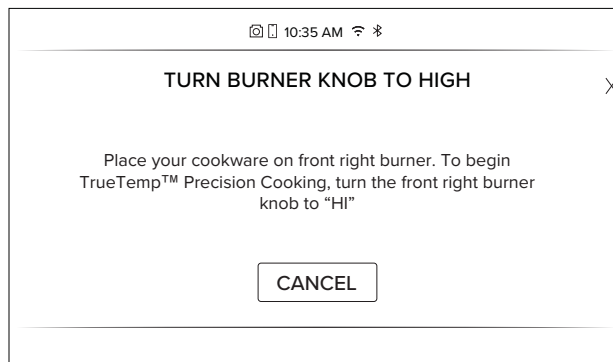 10:35 AM
TURN BURNER KNOB TO HIGH
X
Place your cookware on front right burner. To begin
TrueTemp™ Precision Cooking, turn the front right burner
knob to “HI”
CANCEL